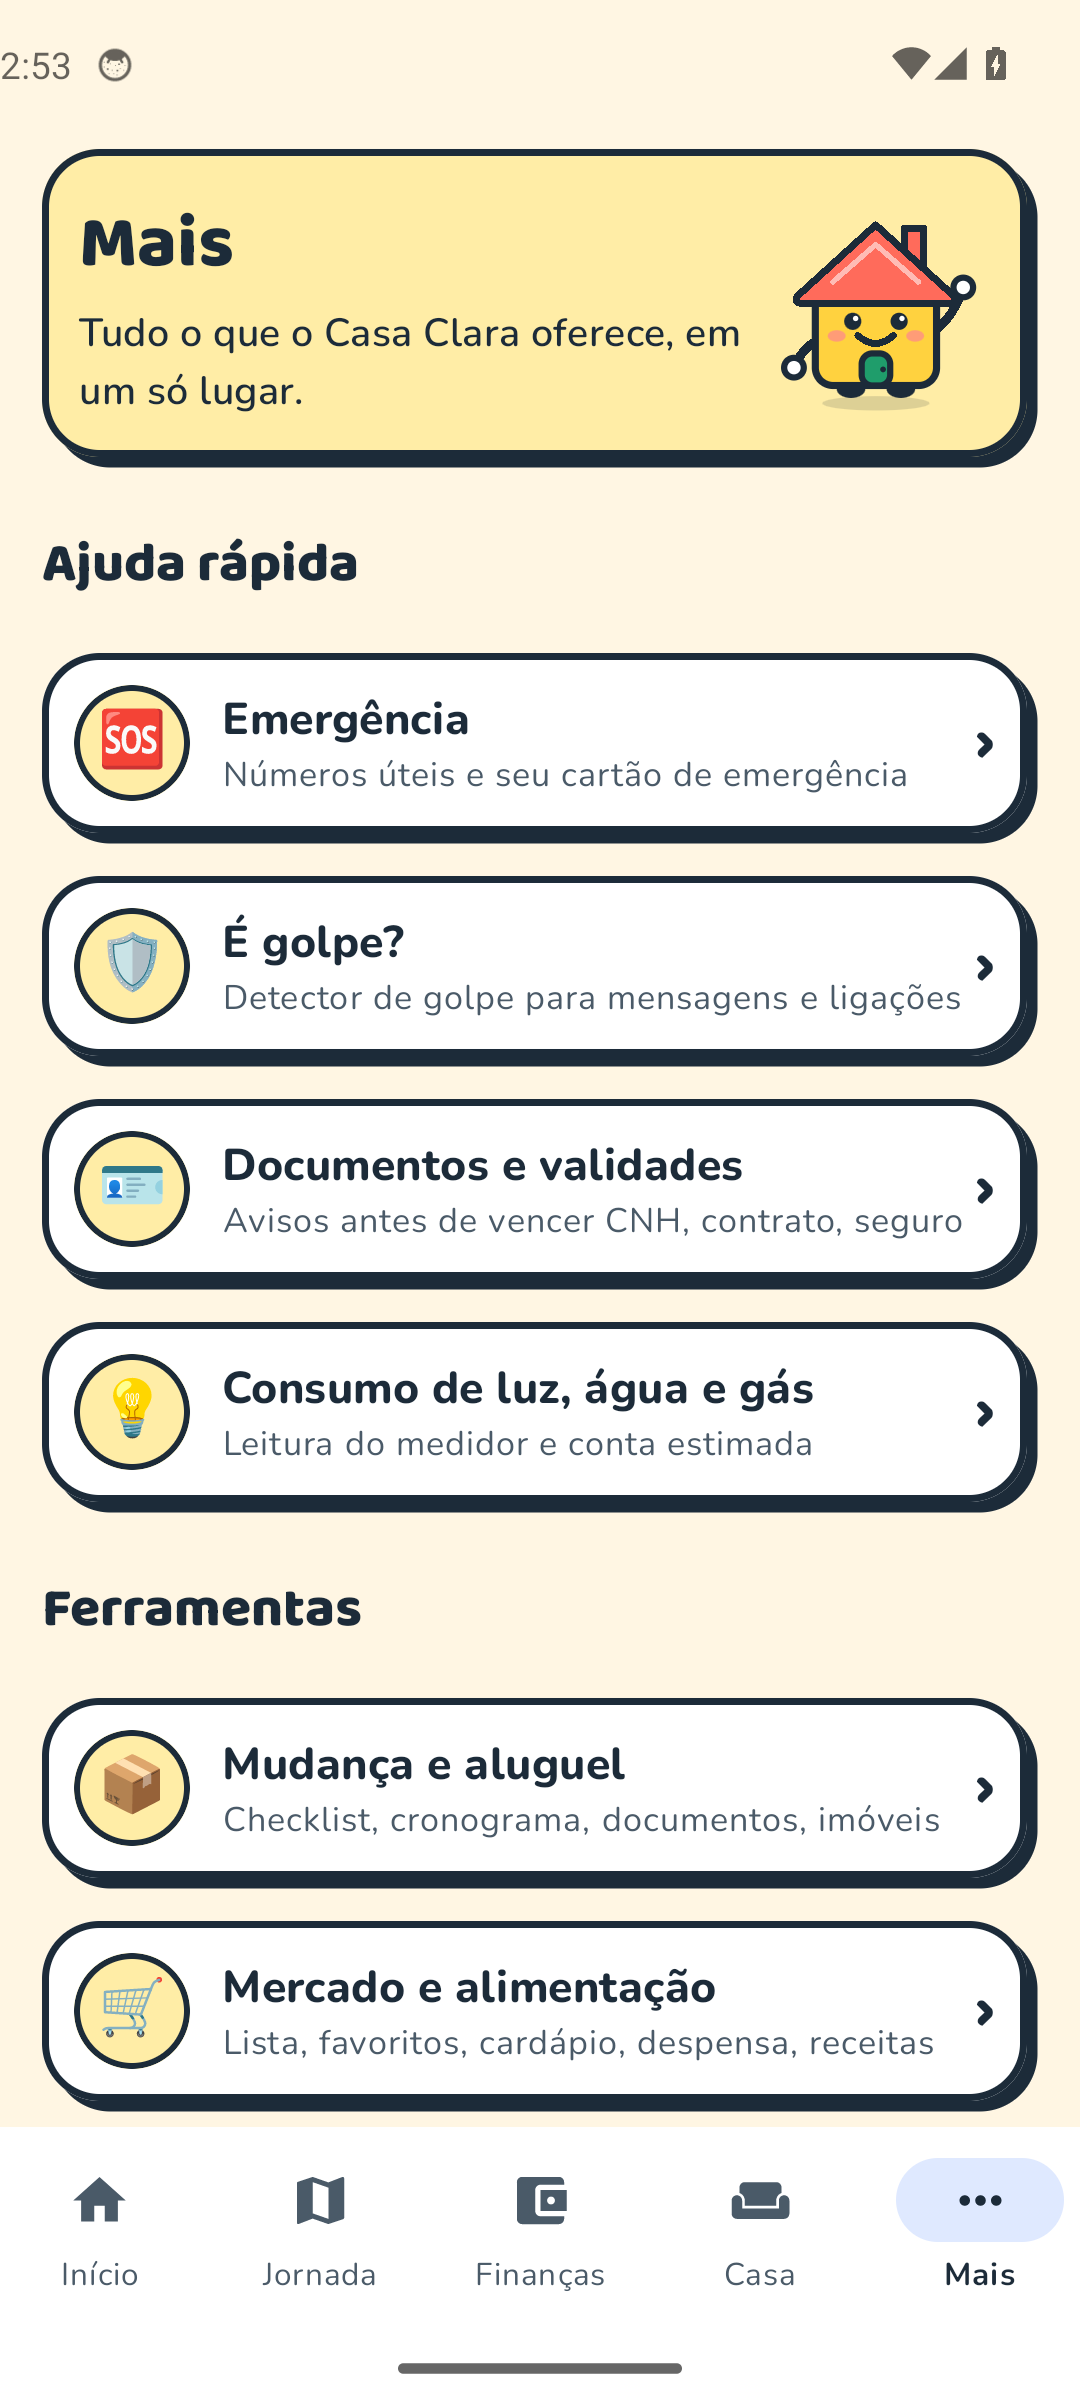 2:53
Mais
Tudo o que o Casa Clara oferece, em
um só lugar.
Ajuda rápida
SOS
Emergência
Números úteis e seu cartão de emergência
É golpe?
Detector de golpe para mensagens e ligações
Documentos e validades
Avisos antes de vencer CNH, contrato, seguro
Consumo de luz, água e gás
Leitura do medidor e conta estimada
Ferramentas
Mudança e aluguel
Checklist, cronograma, documentos, imóveis
Mercado e alimentação
Lista, favoritos, cardápio, despensa, receitas
Início
Jornada
Finanças
Casa
Mais